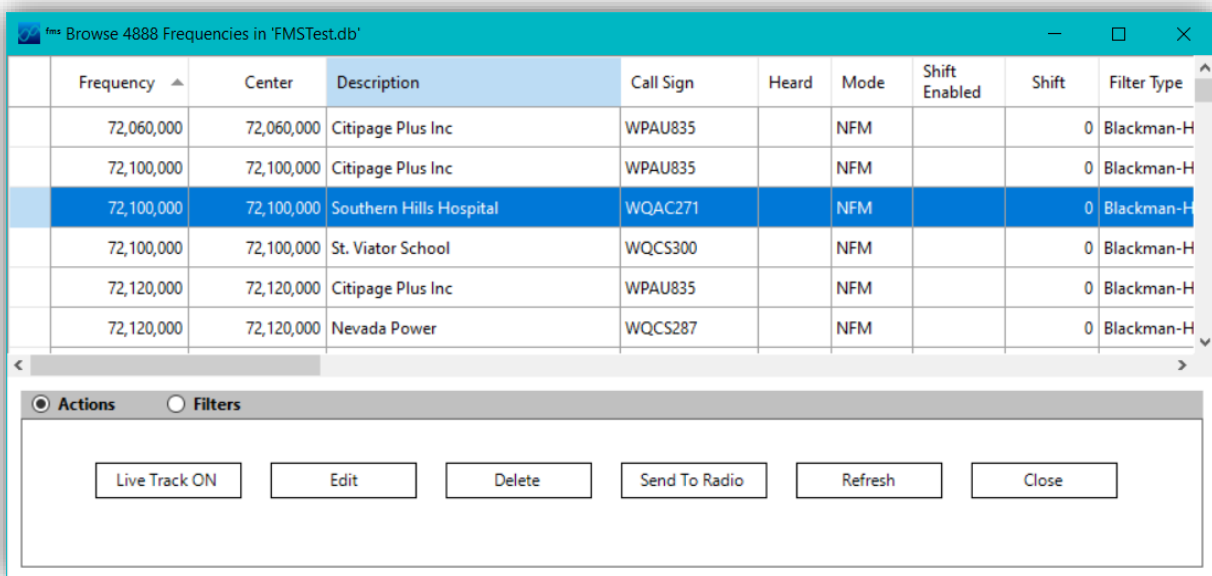 fms Browse 4888 Frequencies in 'FMSTest.db'
Frequency Center Description Call Sign Heard Mode Shift Enabled Shift Filter Type
72,060,000 72,060,000 Citipage Plus Inc WPAU835 NFM 0 Blackman-H
72,100,000 72,100,000 Citipage Plus Inc WPAU835 NFM 0 Blackman-H
72,100,000 72,100,000 Southern Hills Hospital WQAC271 NFM 0 Blackman-H
72,100,000 72,100,000 St. Viator School WQCS300 NFM 0 Blackman-H
72,120,000 72,120,000 Citipage Plus Inc WPAU835 NFM 0 Blackman-H
72,120,000 72,120,000 Nevada Power WQCS287 NFM 0 Blackman-H
Actions Filters
Live Track ON Edit Delete Send To Radio Refresh Close